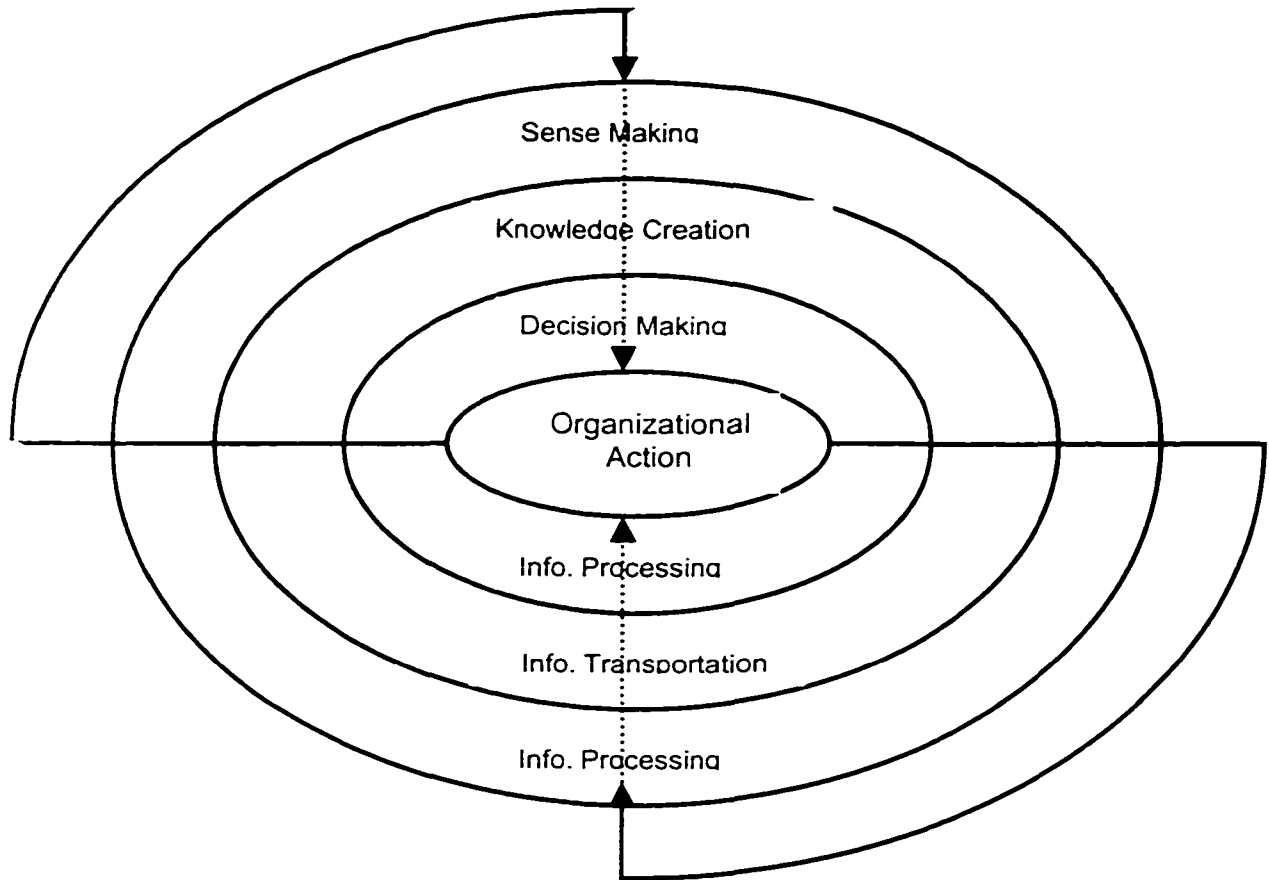 Sense Making
Knowledge Creation
Decision Making
Organizational
Action
Info. Processing
Info. Transportation
Info. Processing